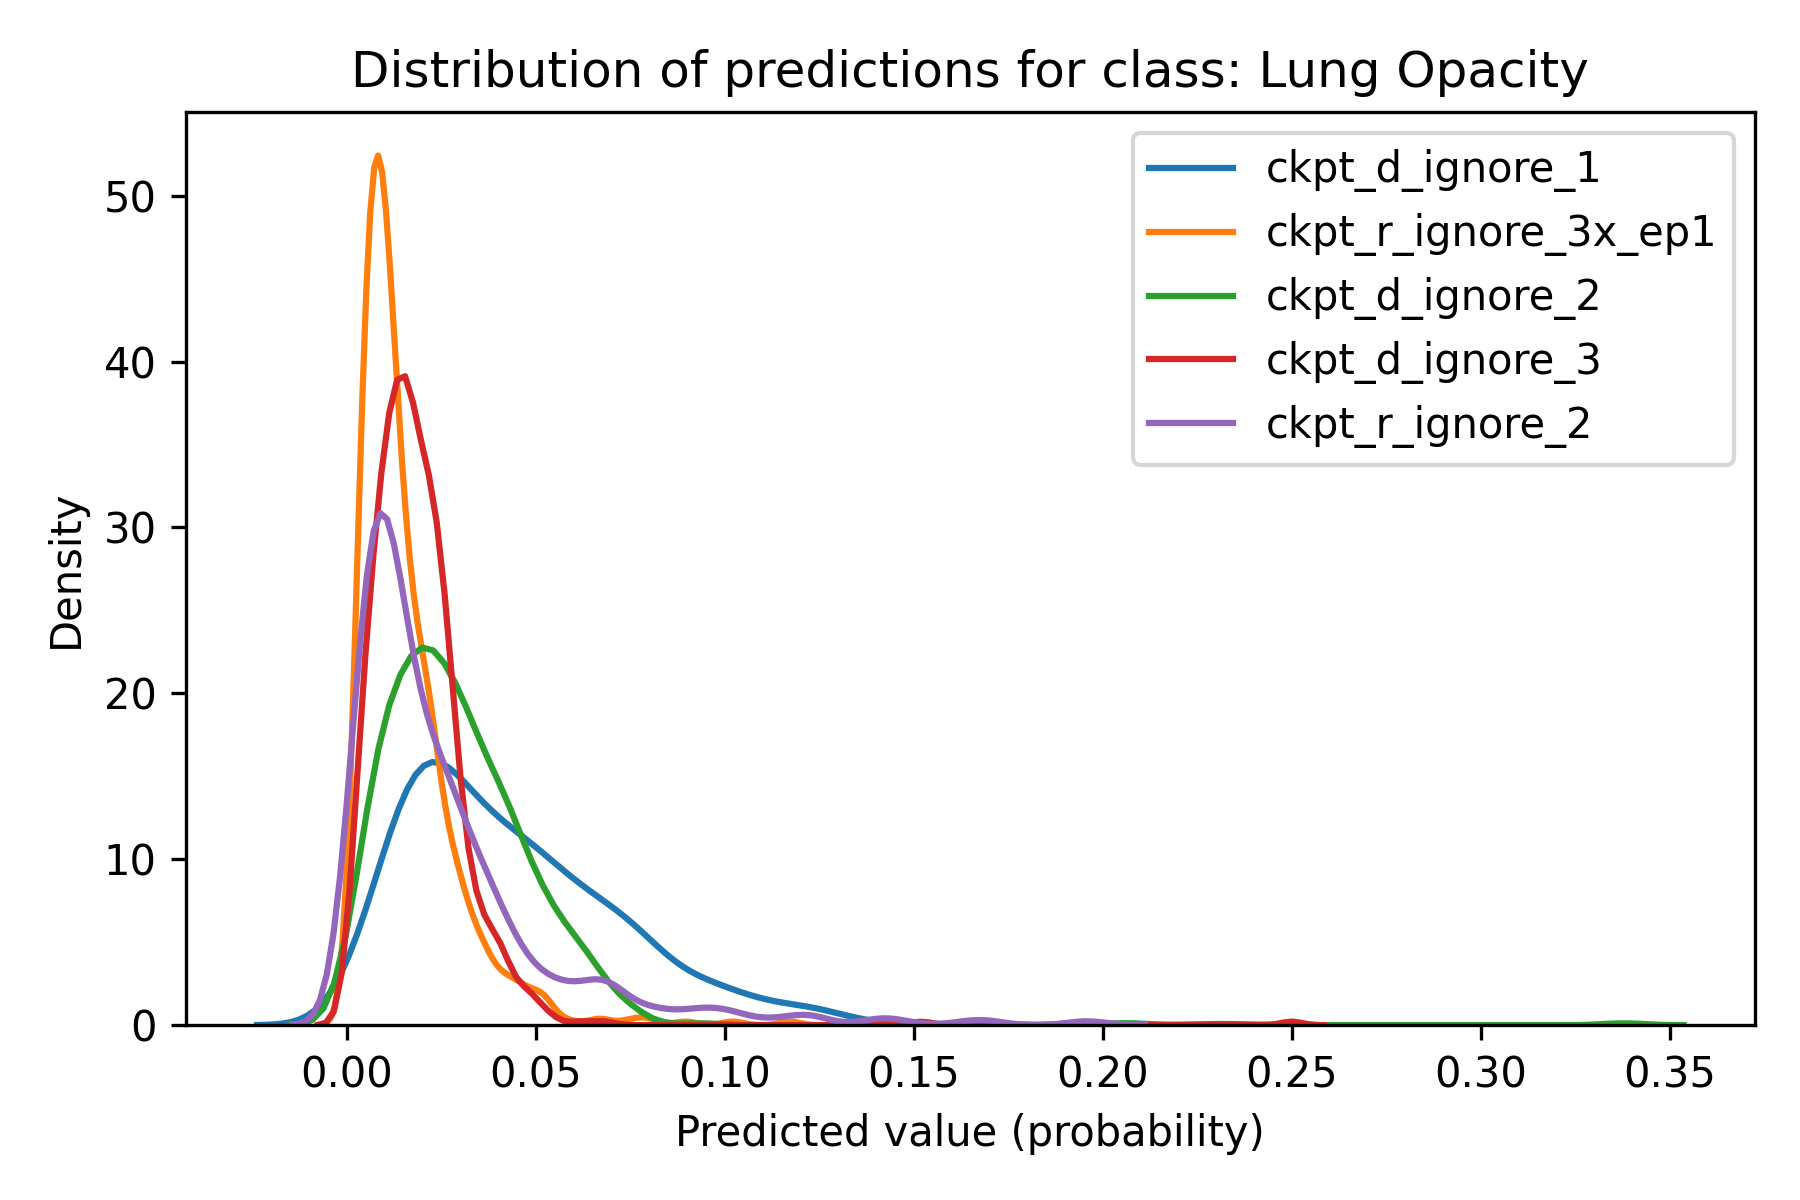 Distribution of predictions for class: Lung Opacity
ckpt_d_ignore_1
ckpt_r_ignore_3x_ep1
ckpt_d_ignore_2
ckpt_d_ignore_3
ckpt_r_ignore_2
Density
50
40
30
20
10
0
0.00 0.05 0.10 0.15 0.20 0.25 0.30 0.35
Predicted value (probability)